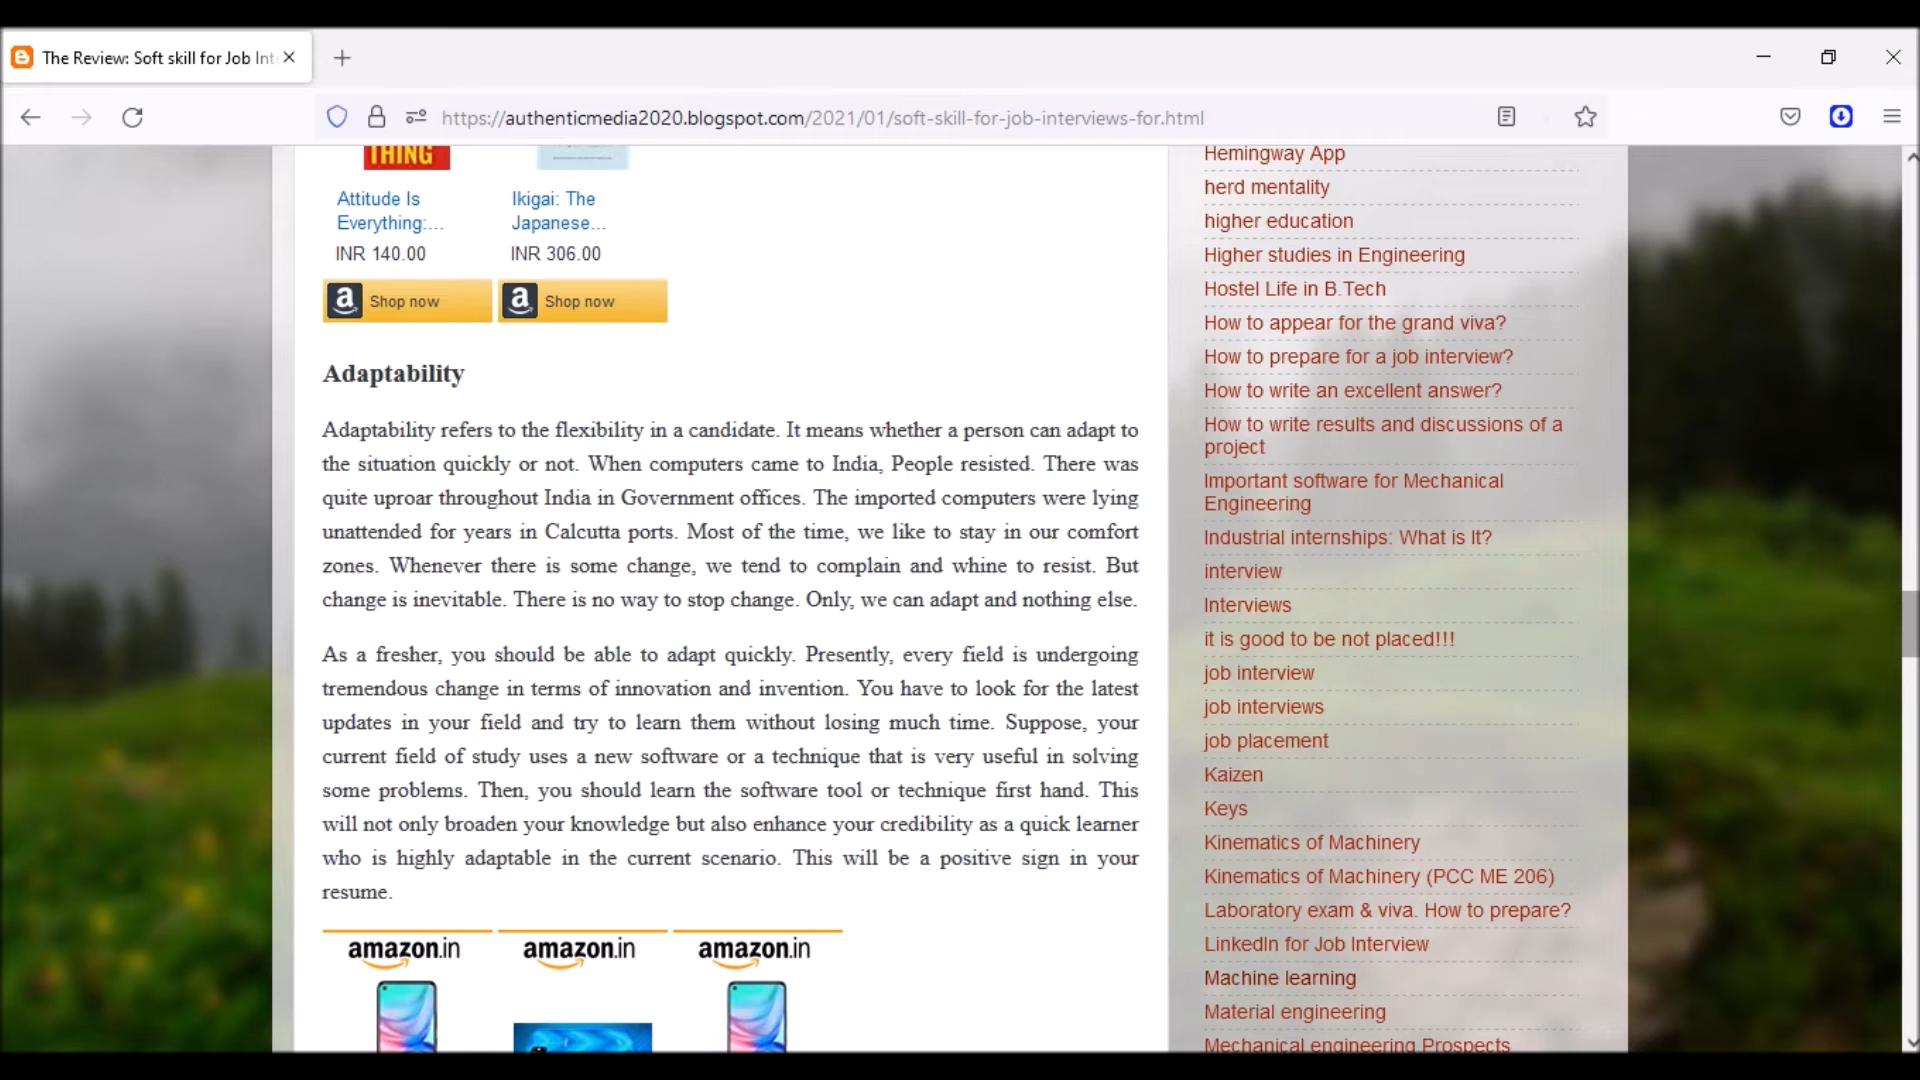 The Review: Soft skill for Job Int
https://authenticmedia2020.blogspot.com/2021/01/soft-skill-for-job-interviews-for.html
THING
Attitude Is
Everything:...
INR 140.00
Shop now
Ikigai: The
Japanese...
INR 306.00
Shop now
Adaptability
Adaptability refers to the flexibility in a candidate. It means whether a person can adapt to
the situation quickly or not. When computers came to India, People resisted. There was
quite uproar throughout India in Government offices. The imported computers were lying
unattended for years in Calcutta ports. Most of the time, we like to stay in our comfort
zones. Whenever there is some change, we tend to complain and whine to resist. But
change is inevitable. There is no way to stop change. Only, we can adapt and nothing else.
As a fresher, you should be able to adapt quickly. Presently, every field is undergoing
tremendous change in terms of innovation and invention. You have to look for the latest
updates in your field and try to learn them without losing much time. Suppose, your
current field of study uses a new software or a technique that is very useful in solving
some problems. Then, you should learn the software tool or technique first hand. This
will not only broaden your knowledge but also enhance your credibility as a quick learner
who is highly adaptable in the current scenario. This will be a positive sign in your
resume.
amazon.in
amazon.in
amazon.in
Hemingway App
herd mentality
higher education
Higher studies in Engineering
Hostel Life in B.Tech
How to appear for the grand viva?
How to prepare for a job interview?
How to write an excellent answer?
How to write results and discussions of a
project
Important software for Mechanical
Engineering
Industrial internships: What is It?
interview
Interviews
it is good to be not placed!!!
job interview
job interviews
job placement
Kaizen
Keys
Kinematics of Machinery
Kinematics of Machinery (PCC ME 206)
Laboratory exam & viva. How to prepare?
LinkedIn for Job Interview
Machine learning
Material engineering
Mechanical engineering Prospects